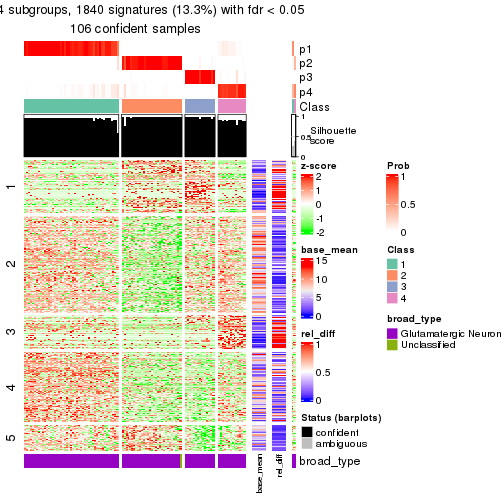 4 subgroups, 1840 signatures (13.3%) with fdr < 0.05
106 confident samples
p1
p2
p3
p4
Class
1
0.5
0
Silhouette
score
1
2
3
4
5
z-score
2
1
0
-1
-2
base_mean
15
10
5
0
rel_diff
1
0.5
0
Status (barplots)
confident
ambiguous
Prob
1
0.5
0
Class
1
2
3
4
broad_type
Glutamatergic Neuron
Unclassified
base_mean
rel_diff
broad_type